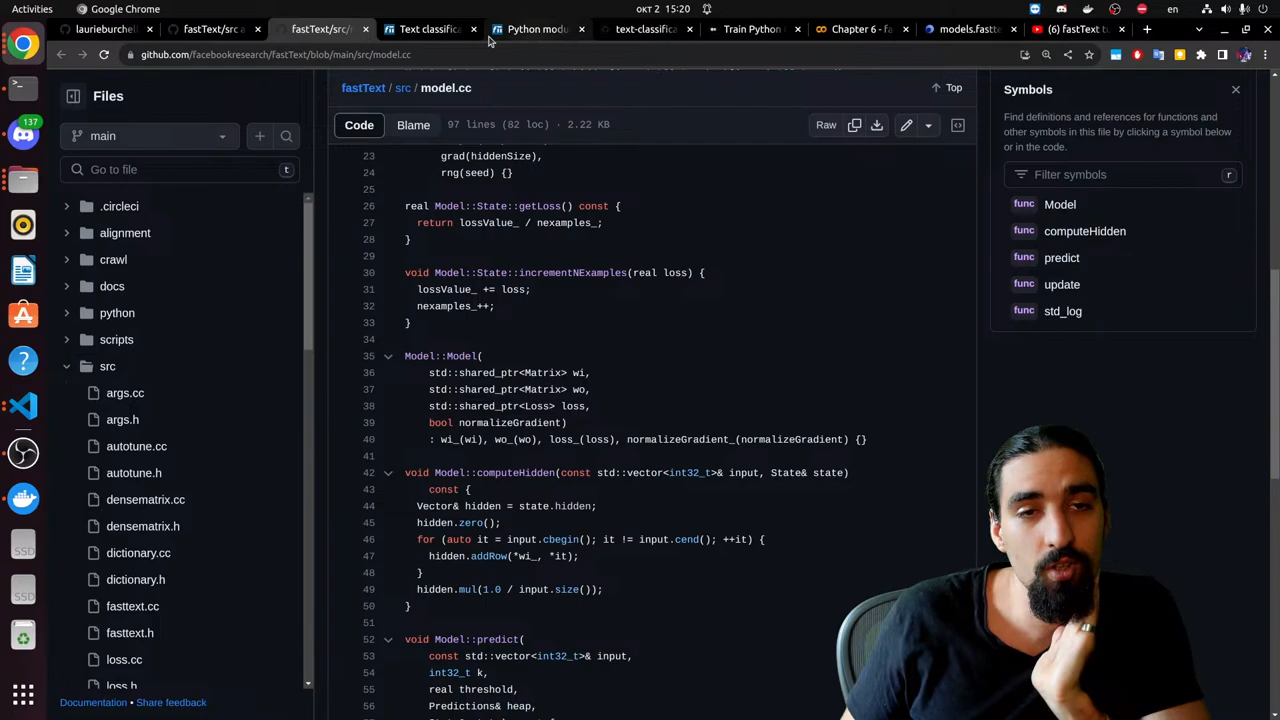 Activities
Google Chrome
окт 2 15:20
en
laurieburchell
fastText/src a
fastText/src/r
Text classifica
Python modu
text-classifica
Train Python
Chapter 6 - fa
models.fastte
(6) fastText tu
github.com/facebookresearch/fastText/blob/main/src/model.cc
Files
main
Go to file
t
.circleci
alignment
crawl
docs
python
scripts
src
args.cc
args.h
autotune.cc
autotune.h
densematrix.cc
densematrix.h
dictionary.cc
dictionary.h
fasttext.cc
fasttext.h
loss.cc
loss.h
Documentation • Share feedback
fastText / src / model.cc
Top
Code
Blame
97 lines (82 loc) · 2.22 KB
Raw
23 grad(hiddenSize),
24 rng(seed) {}
25
26 real Model::State::getLoss() const {
27 return lossValue_ / nexamples_;
28 }
29
30 void Model::State::incrementNExamples(real loss) {
31 lossValue_ += loss;
32 nexamples_++;
33 }
34
35 Model::Model(
36 std::shared_ptr<Matrix> wi,
37 std::shared_ptr<Matrix> wo,
38 std::shared_ptr<Loss> loss,
39 bool normalizeGradient)
40 : wi_(wi), wo_(wo), loss_(loss), normalizeGradient_(normalizeGradient) {}
41
42 void Model::computeHidden(const std::vector<int32_t>& input, State& state)
43 const {
44 Vector& hidden = state.hidden;
45 hidden.zero();
46 for (auto it = input.cbegin(); it != input.cend(); ++it) {
47 hidden.addRow(*wi_, *it);
48 }
49 hidden.mul(1.0 / input.size());
50 }
51
52 void Model::predict(
53 const std::vector<int32_t>& input,
54 int32_t k,
55 real threshold,
56 Predictions& heap,
Symbols
Find definitions and references for functions and
other symbols in this file by clicking a symbol below
or in the code.
Filter symbols
r
func Model
func computeHidden
func predict
func update
func std_log
137
SSD
SSD